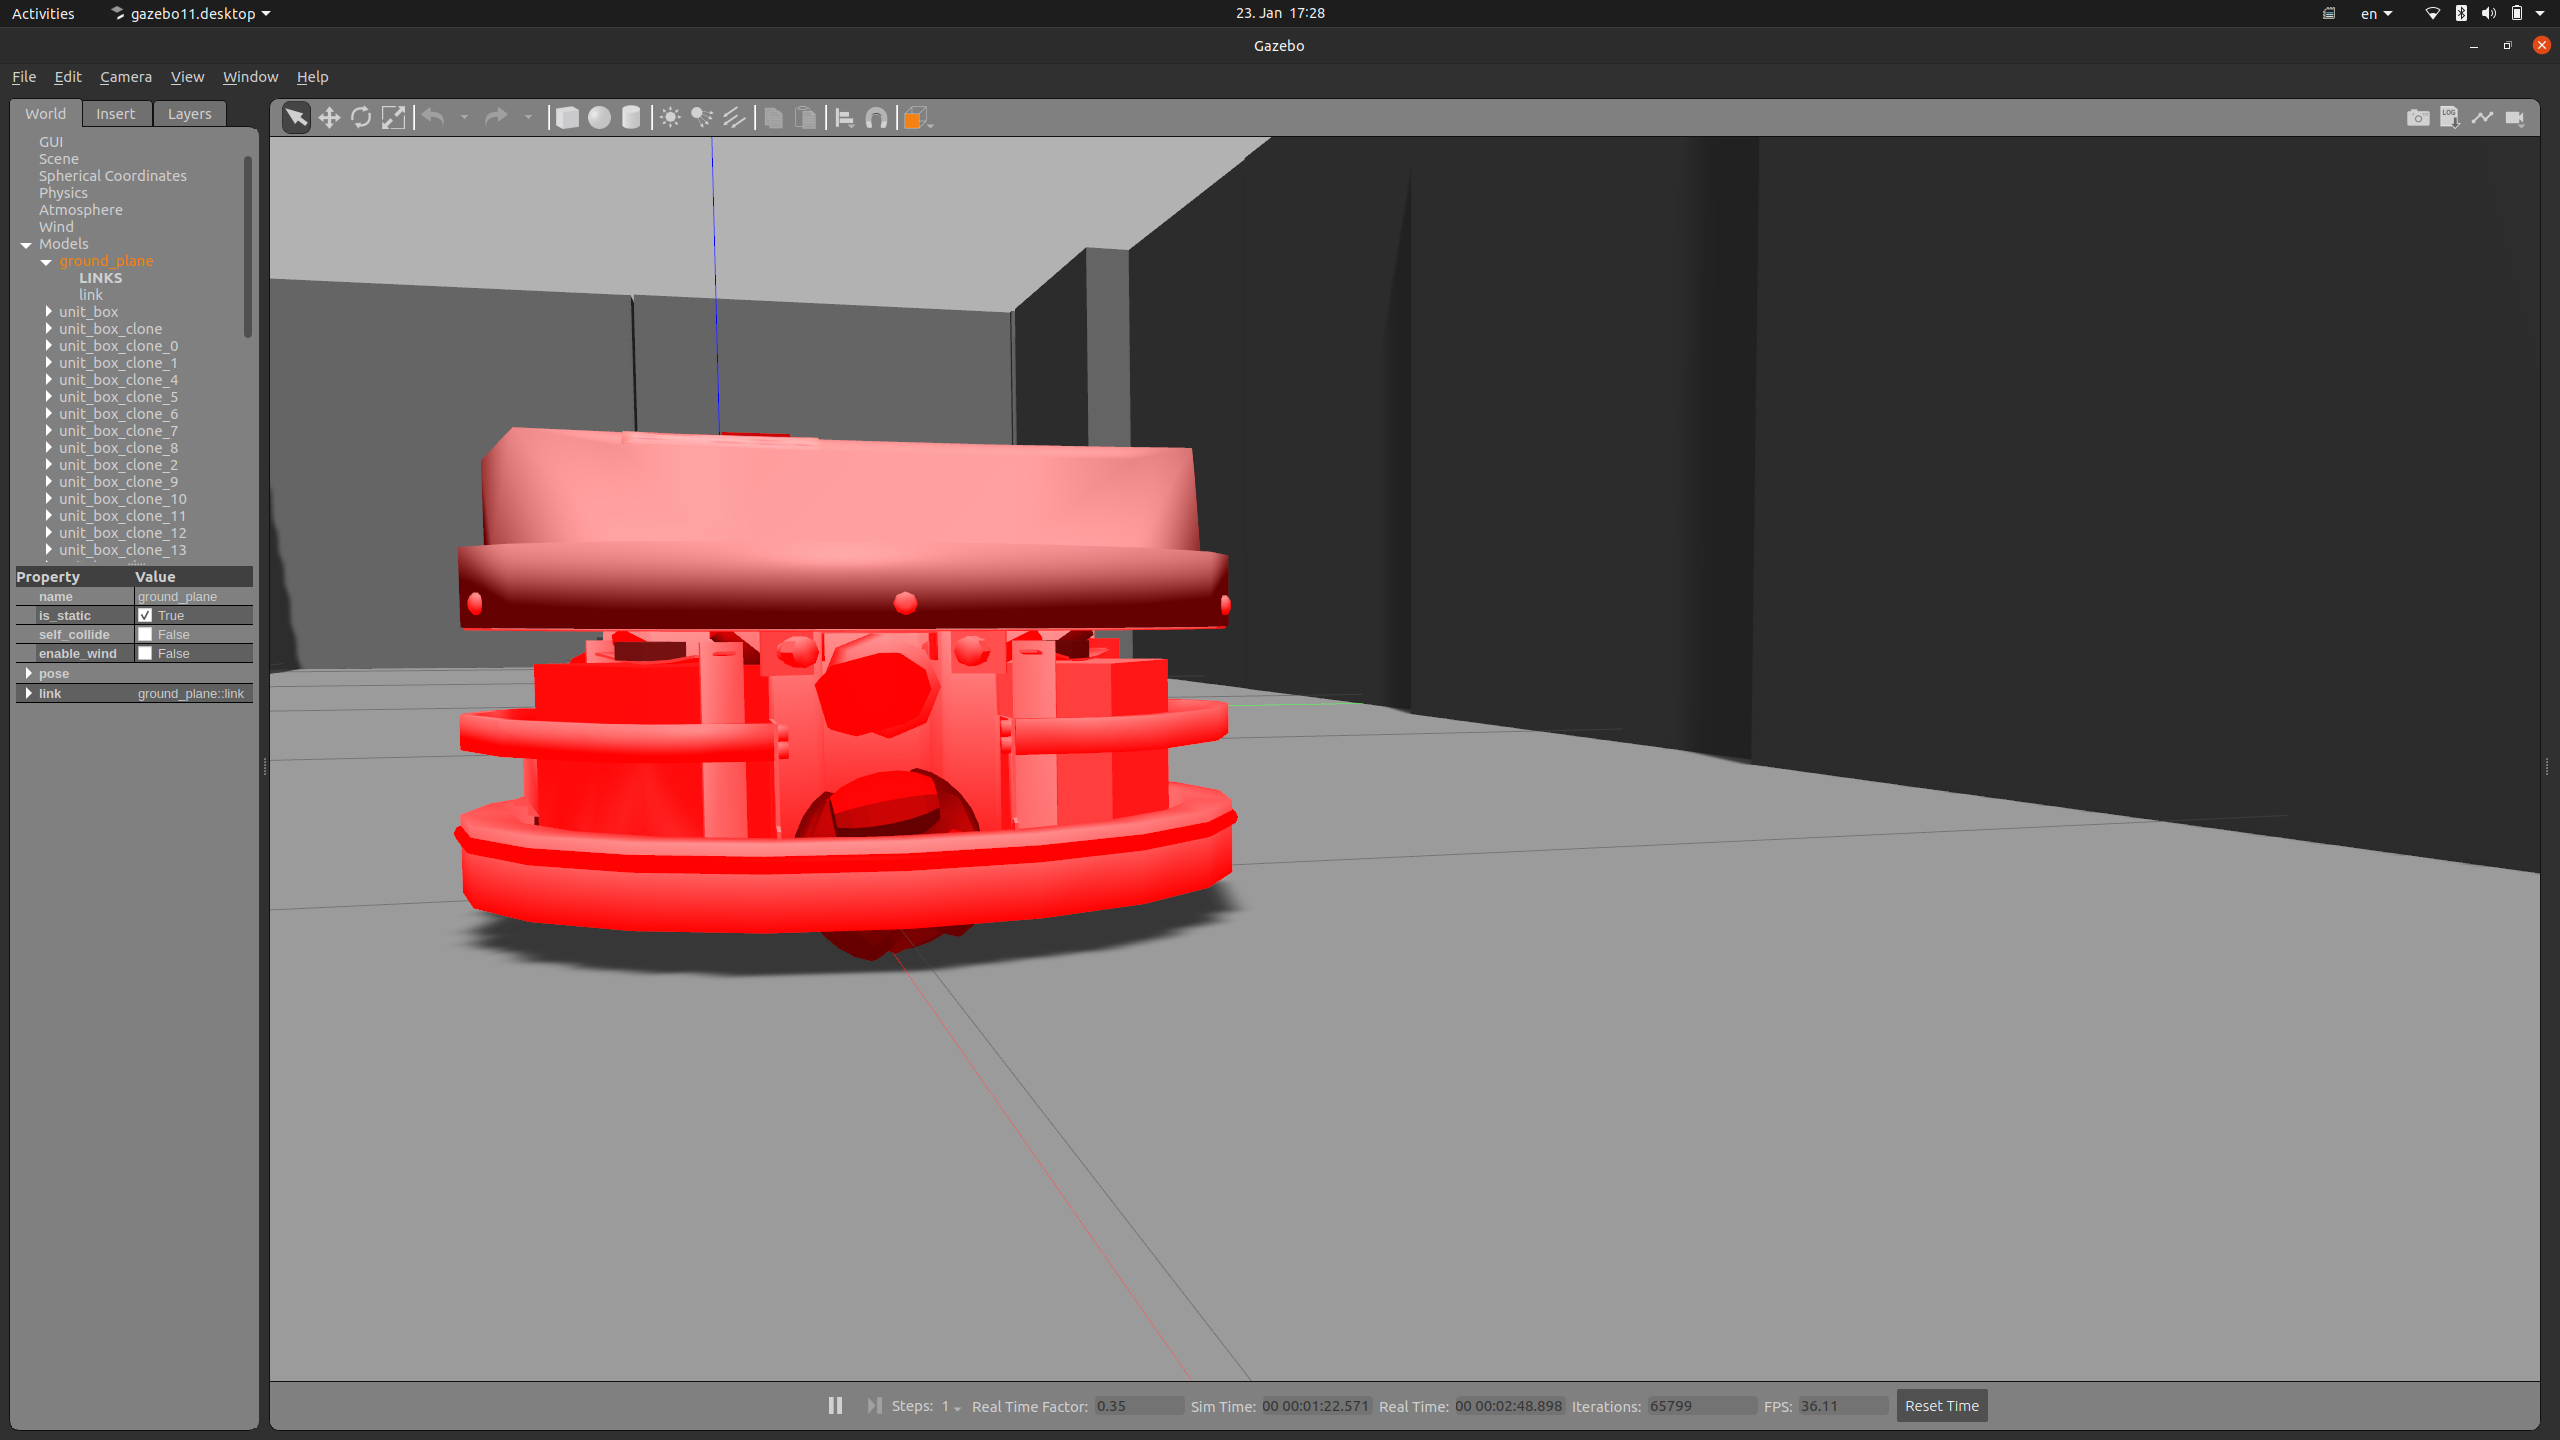 Activities gazebo11.desktop 23. Jan 17:28 en
Gazebo
File Edit Camera View Window Help
World Insert Layers
LOG
GUI
Scene
Spherical Coordinates
Physics
Atmosphere
Wind
Models
ground_plane
LINKS
link
unit_box
unit_box_clone
unit_box_clone_0
unit_box_clone_1
unit_box_clone_4
unit_box_clone_5
unit_box_clone_6
unit_box_clone_7
unit_box_clone_8
unit_box_clone_2
unit_box_clone_9
unit_box_clone_10
unit_box_clone_11
unit_box_clone_12
unit_box_clone_13
Property Value
name ground_plane
is_static True
self_collide False
enable_wind False
pose
link ground_plane::link
Steps: 1 Real Time Factor: 0.35 Sim Time: 00 00:01:22.571 Real Time: 00 00:02:48.898 Iterations: 65799 FPS: 36.11 Reset Time